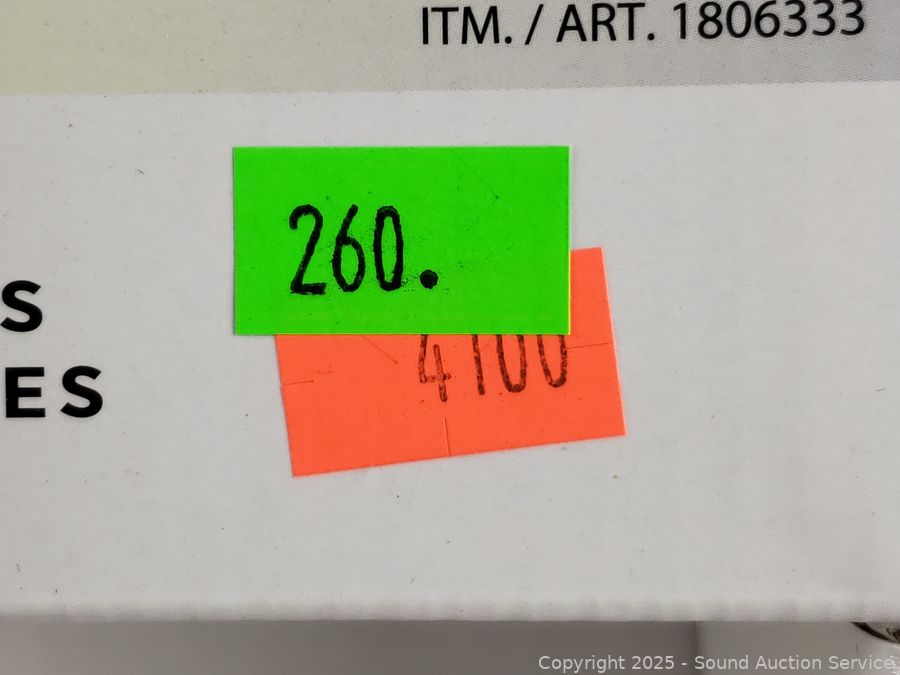 ITM. / ART. 1806333
260.
4100
S
ES
Copyright 2025 - Sound Auction Service